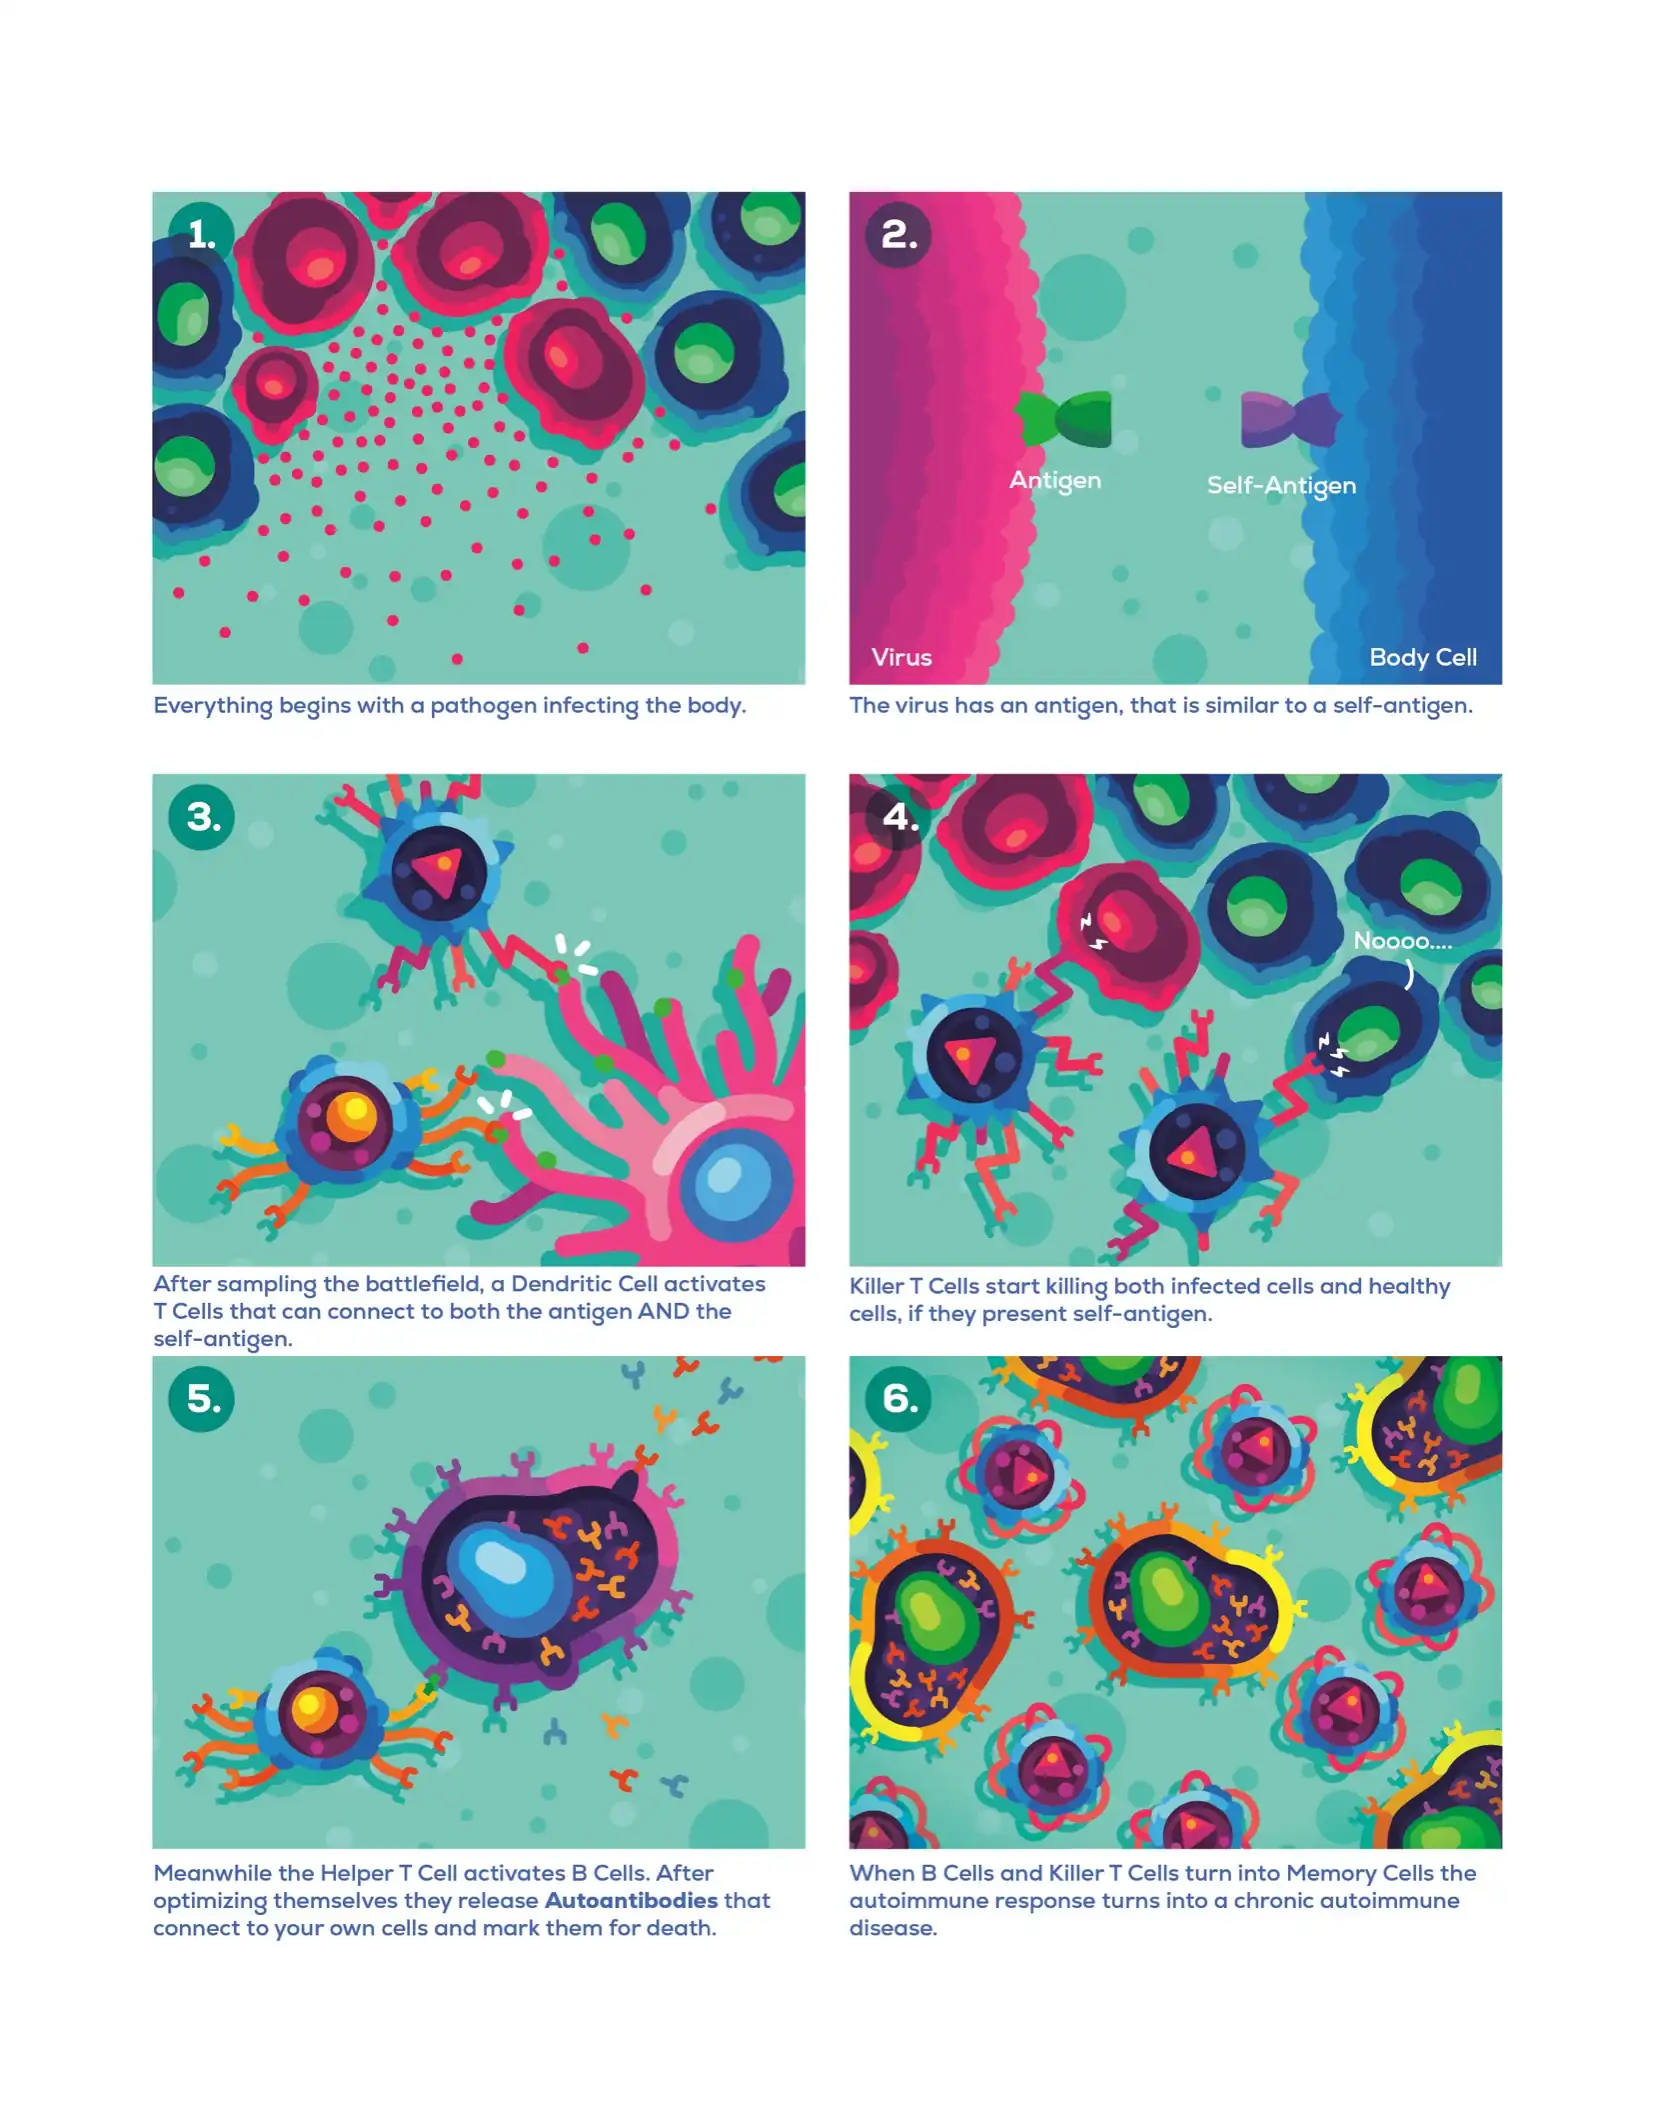 1.
2.
Antigen
Self-Antigen
Virus
Body Cell
Everything begins with a pathogen infecting the body.
The virus has an antigen, that is similar to a self-antigen.
3.
After sampling the battlefield, a Dendritic Cell activates
T Cells that can connect to both the antigen AND the
self-antigen.
4.
Noooo....
Killer T Cells start killing both infected cells and healthy
cells, if they present self-antigen.
5.
Meanwhile the Helper T Cell activates B Cells. After
optimizing themselves they release Autoantibodies that
connect to your own cells and mark them for death.
6.
When B Cells and Killer T Cells turn into Memory Cells the
autoimmune response turns into a chronic autoimmune
disease.